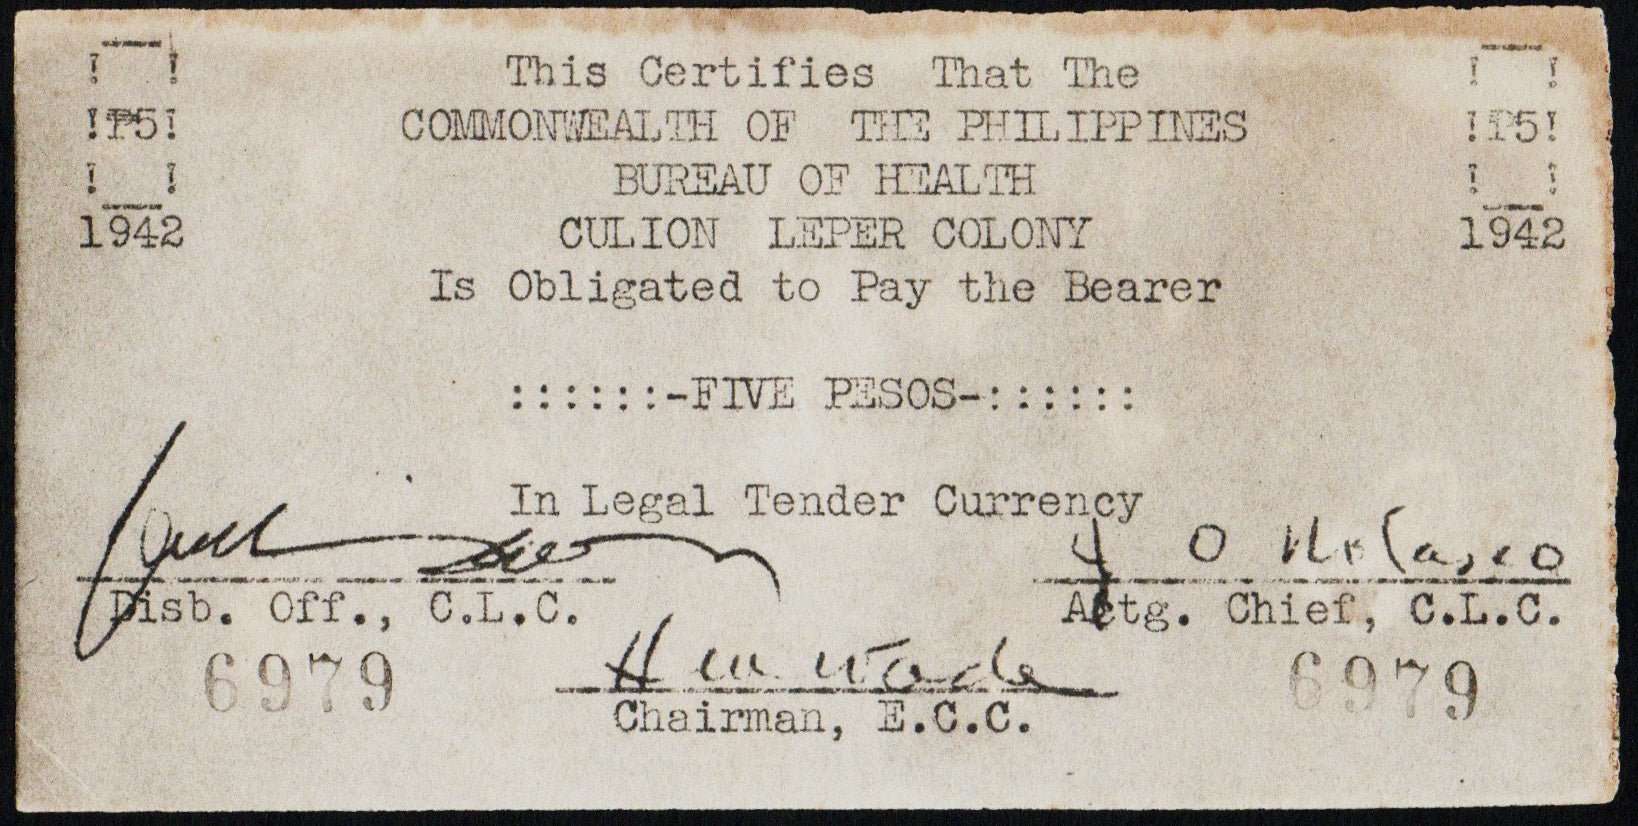 This Certifies That The
!P5! COMMONWEALTH OF THE PHILIPPINES !P5!
BUREAU OF HEALTH
1942 CULION LEPER COLONY 1942
Is Obligated to Pay the Bearer
::::::-FIVE PESOS-::::::
In Legal Tender Currency
Disb. Off., C.L.C. Actg. Chief, C.L.C.
6979 H W Wade 6979
Chairman, E.C.C.